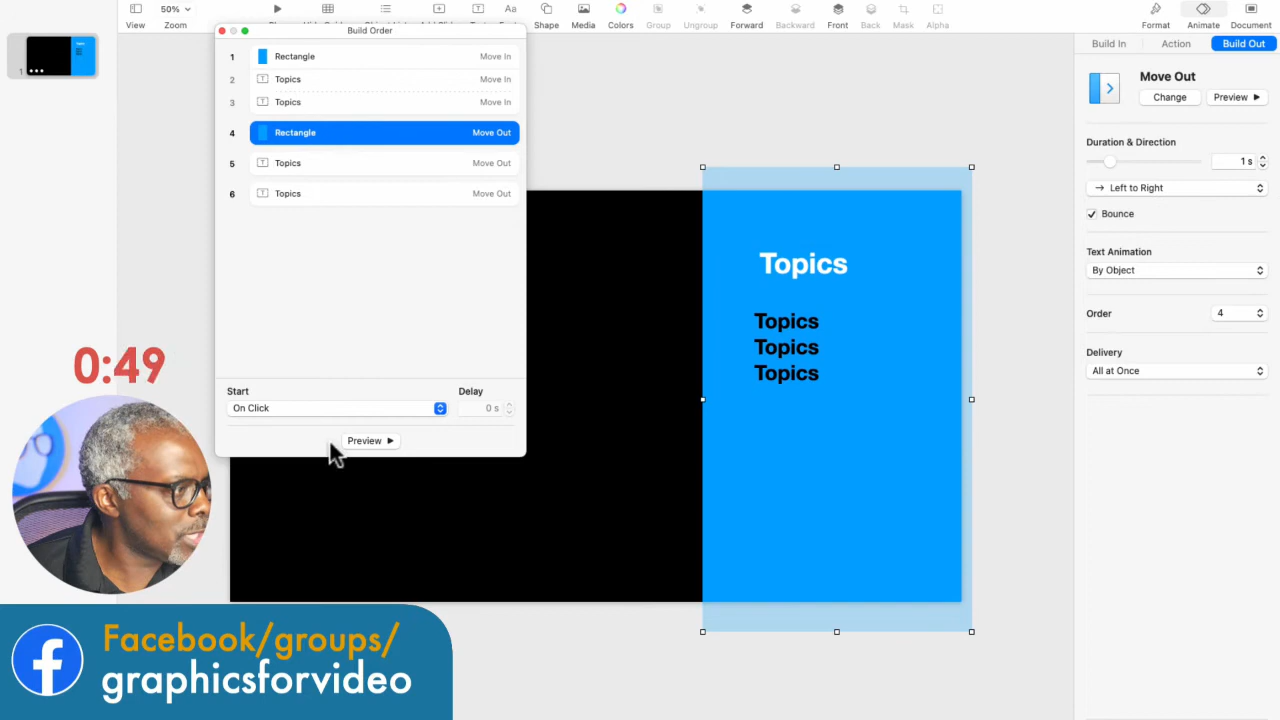 50%
View
Zoom
Shape
Media
Colors
Group
Ungroup
Forward
Backward
Front
Back
Mask
Alpha
Format
Animate
Document
Build Order
1 Rectangle Move In
2 Topics Move In
3 Topics Move In
4 Rectangle Move Out
5 Topics Move Out
6 Topics Move Out
Start
On Click
Delay
0 s
Preview
1
Topics
Topics
Topics
Topics
Build In
Action
Build Out
Move Out
Change
Preview
Duration & Direction
1 s
Left to Right
Bounce
Text Animation
By Object
Order
4
Delivery
All at Once
0:49
Facebook/groups/
graphicsforvideo